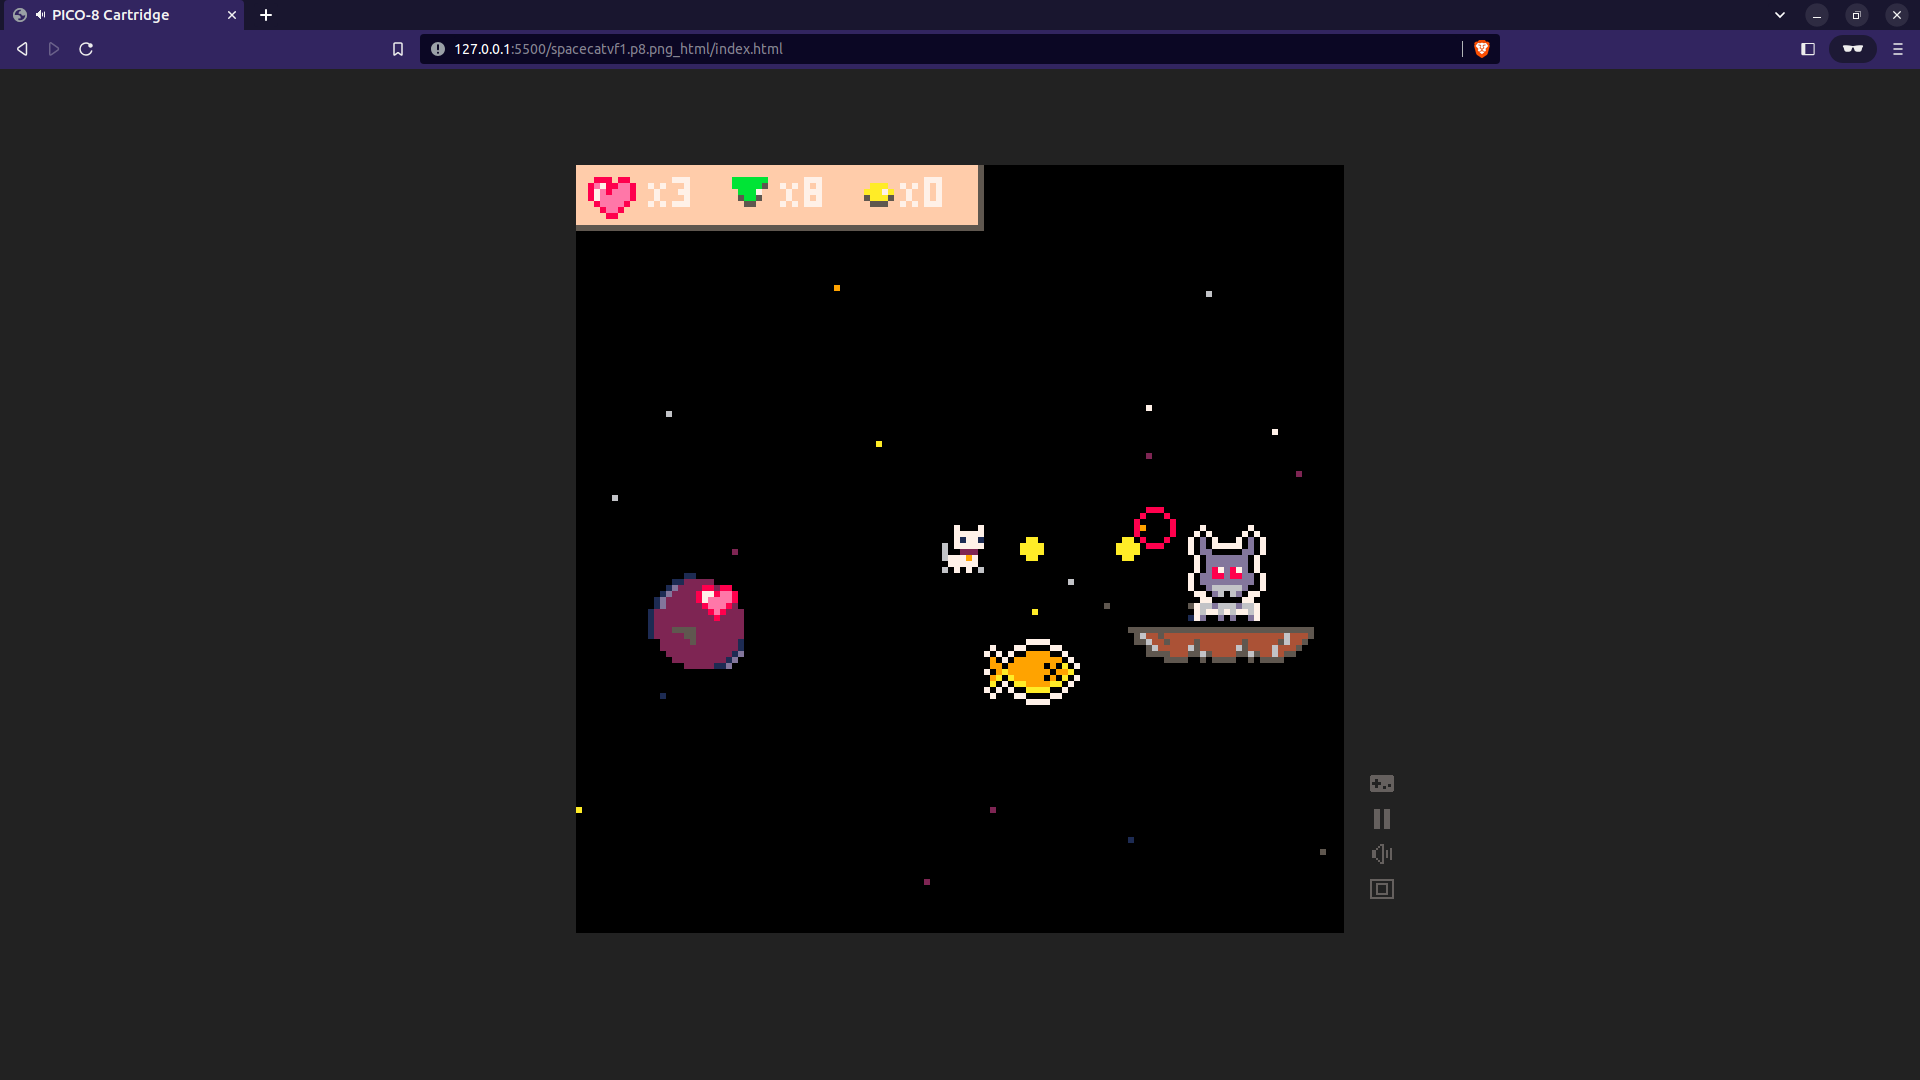 PICO-8 Cartridge
127.0.0.1:5500/spacecatvf1.p8.png_html/index.html
x3 x8 x0